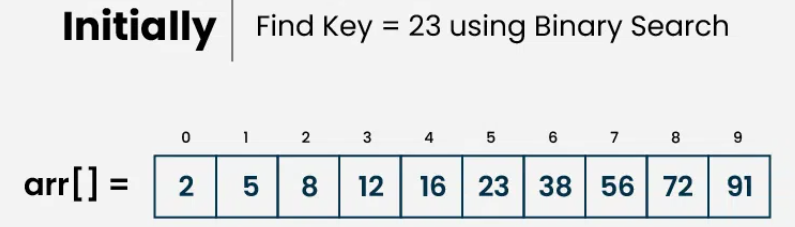 Initially Find Key = 23 using Binary Search
0 1 2 3 4 5 6 7 8 9
arr[] = 2 5 8 12 16 23 38 56 72 91